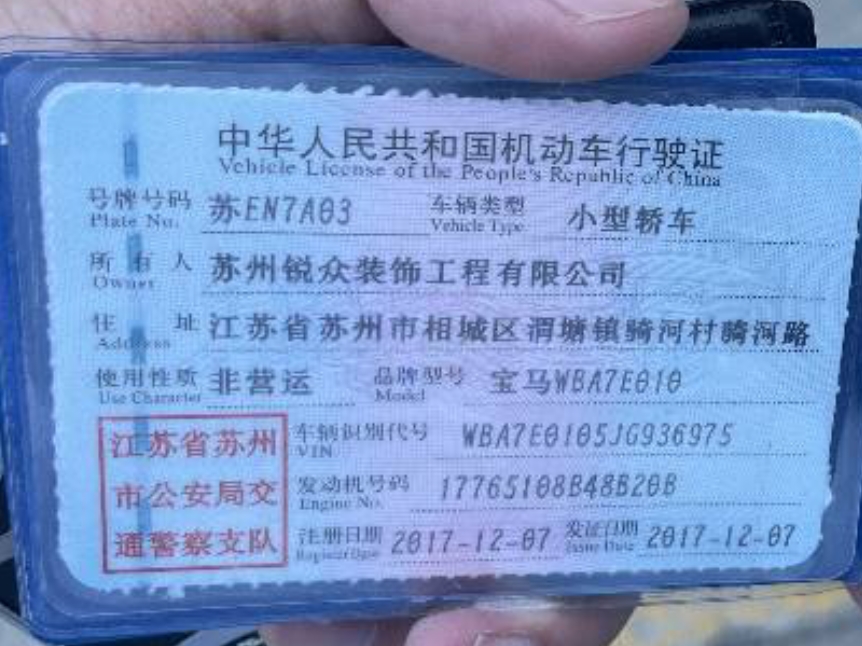 中华人民共和国机动车行驶证
Vehicle License of the People's Republic of China
号牌号码 苏EN7A03 车辆类型 小型轿车
Plate No. Vehicle Type
所有人 苏州锐众装饰工程有限公司
Owner
住址 江苏省苏州市相城区渭塘镇骑河村骑河路
Address
使用性质 非营运 品牌型号 宝马WBA7E010
Use Character Model
江苏省苏州 车辆识别代号 WBA7E0105JG936975
VIN
市公安局交 发动机号码 17765108B48B20B
Engine No.
通警察支队 注册日期 2017-12-07 发证日期 2017-12-07
Register Date Issue Date